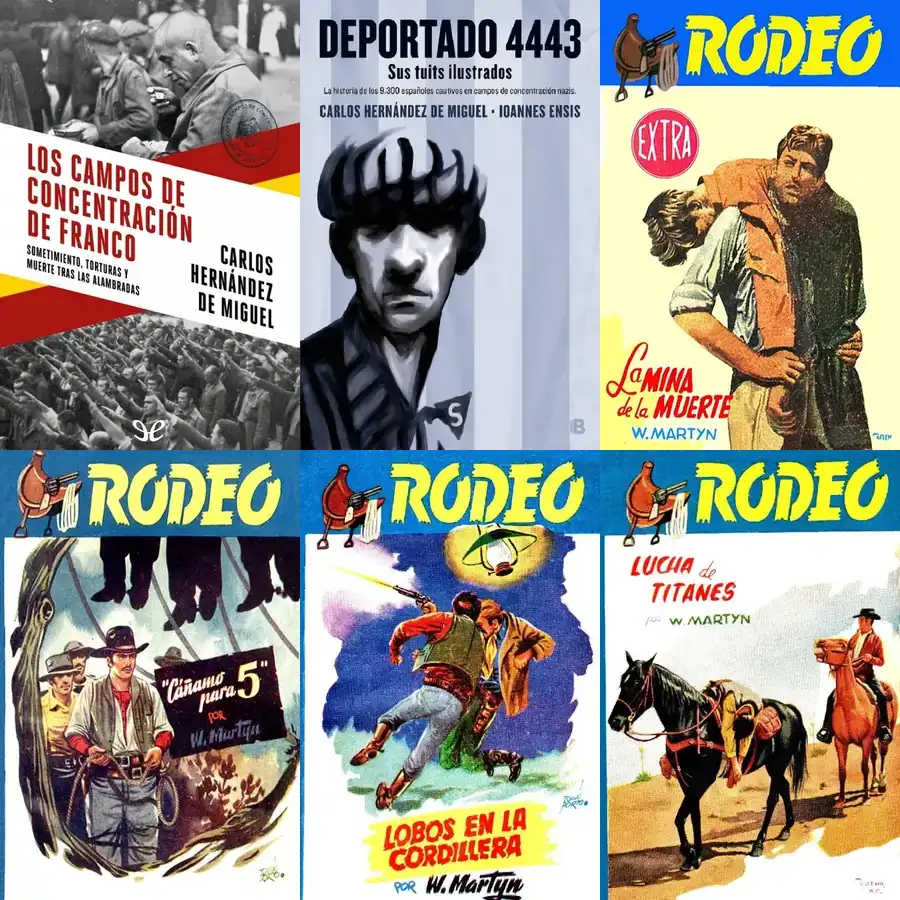 LOS CAMPOS DE
CONCENTRACIÓN
DE FRANCO
SOMETIMIENTO, TORTURAS Y
MUERTE TRAS LAS ALAMBRADAS
CARLOS
HERNÁNDEZ
DE MIGUEL
DEPORTADO 4443
Sus tuits ilustrados
La historia de los 9.300 españoles cautivos en campos de concentración nazis.
CARLOS HERNÁNDEZ DE MIGUEL · IOANNES ENSIS
S
B
RODEO
EXTRA
La MINA
de la MUERTE
W. MARTYN
RODEO
"Cáñamo
para 5"
POR
W. Martyn
RODEO
LOBOS EN LA
CORDILLERA
POR W. Martyn
RODEO
LUCHA de
TITANES
por W. MARTYN